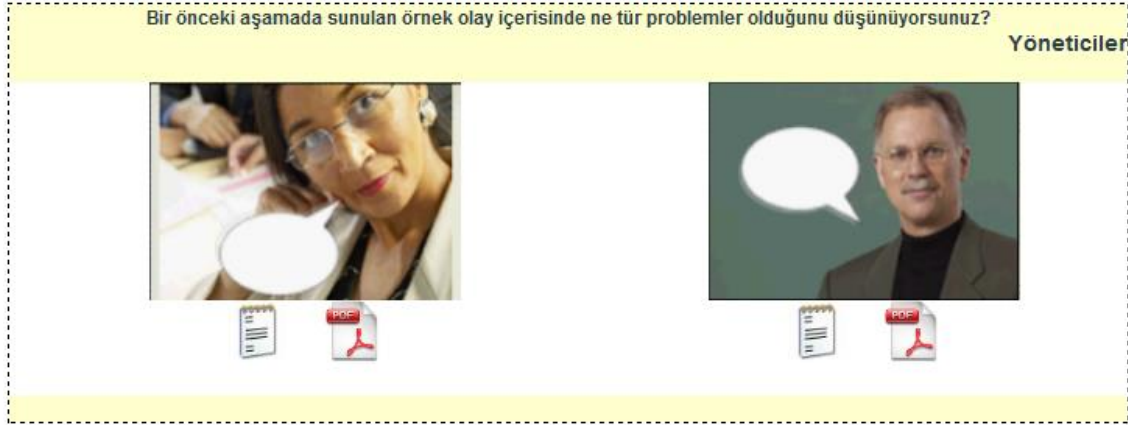 Bir önceki aşamada sunulan örnek olay içerisinde ne tür problemler olduğunu düşünüyorsunuz?
Yöneticiler
PDF
PDF